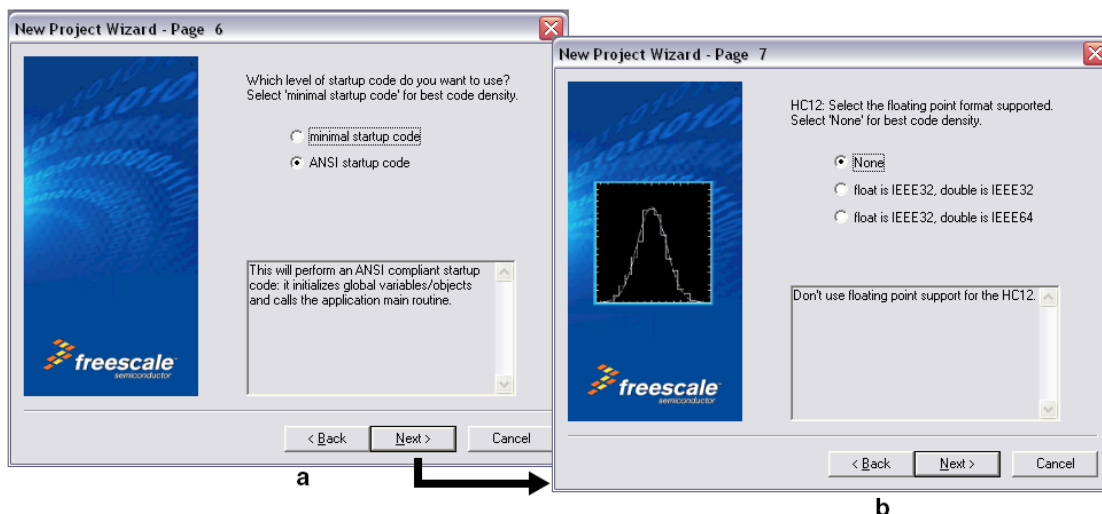 New Project Wizard - Page 6
Which level of startup code do you want to use?
Select 'minimal startup code' for best code density.
minimal startup code
ANSI startup code
This will perform an ANSI compliant startup
code: it initializes global variables/objects
and calls the application main routine.
freescale™
semiconductor
< Back
Next >
Cancel
a
New Project Wizard - Page 7
HC12: Select the floating point format supported.
Select 'None' for best code density.
None
float is IEEE32, double is IEEE32
float is IEEE32, double is IEEE64
Don't use floating point support for the HC12.
freescale™
semiconductor
< Back
Next >
Cancel
b